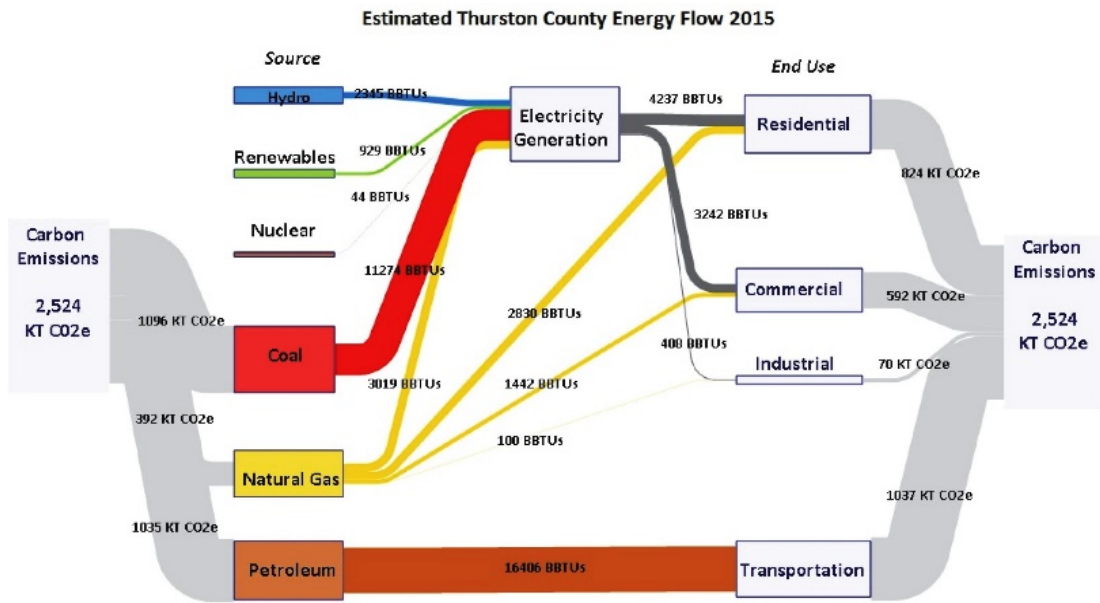 Estimated Thurston County Energy Flow 2015
Source
End Use
Hydro
2345 BBTUs
Electricity
Generation
4237 BBTUs
Residential
Renewables
929 BBTUs
824 KT CO2e
44 BBTUs
Nuclear
3242 BBTUs
Carbon
Emissions
2,524
KT CO2e
11274 BBTUs
Commercial
592 KT CO2e
Carbon
Emissions
2,524
KT CO2e
1096 KT CO2e
2830 BBTUs
Coal
408 BBTUs
Industrial
70 KT CO2e
3019 BBTUs
1442 BBTUs
392 KT CO2e
100 BBTUs
Natural Gas
1037 KT CO2e
1035 KT CO2e
Petroleum
16406 BBTUs
Transportation